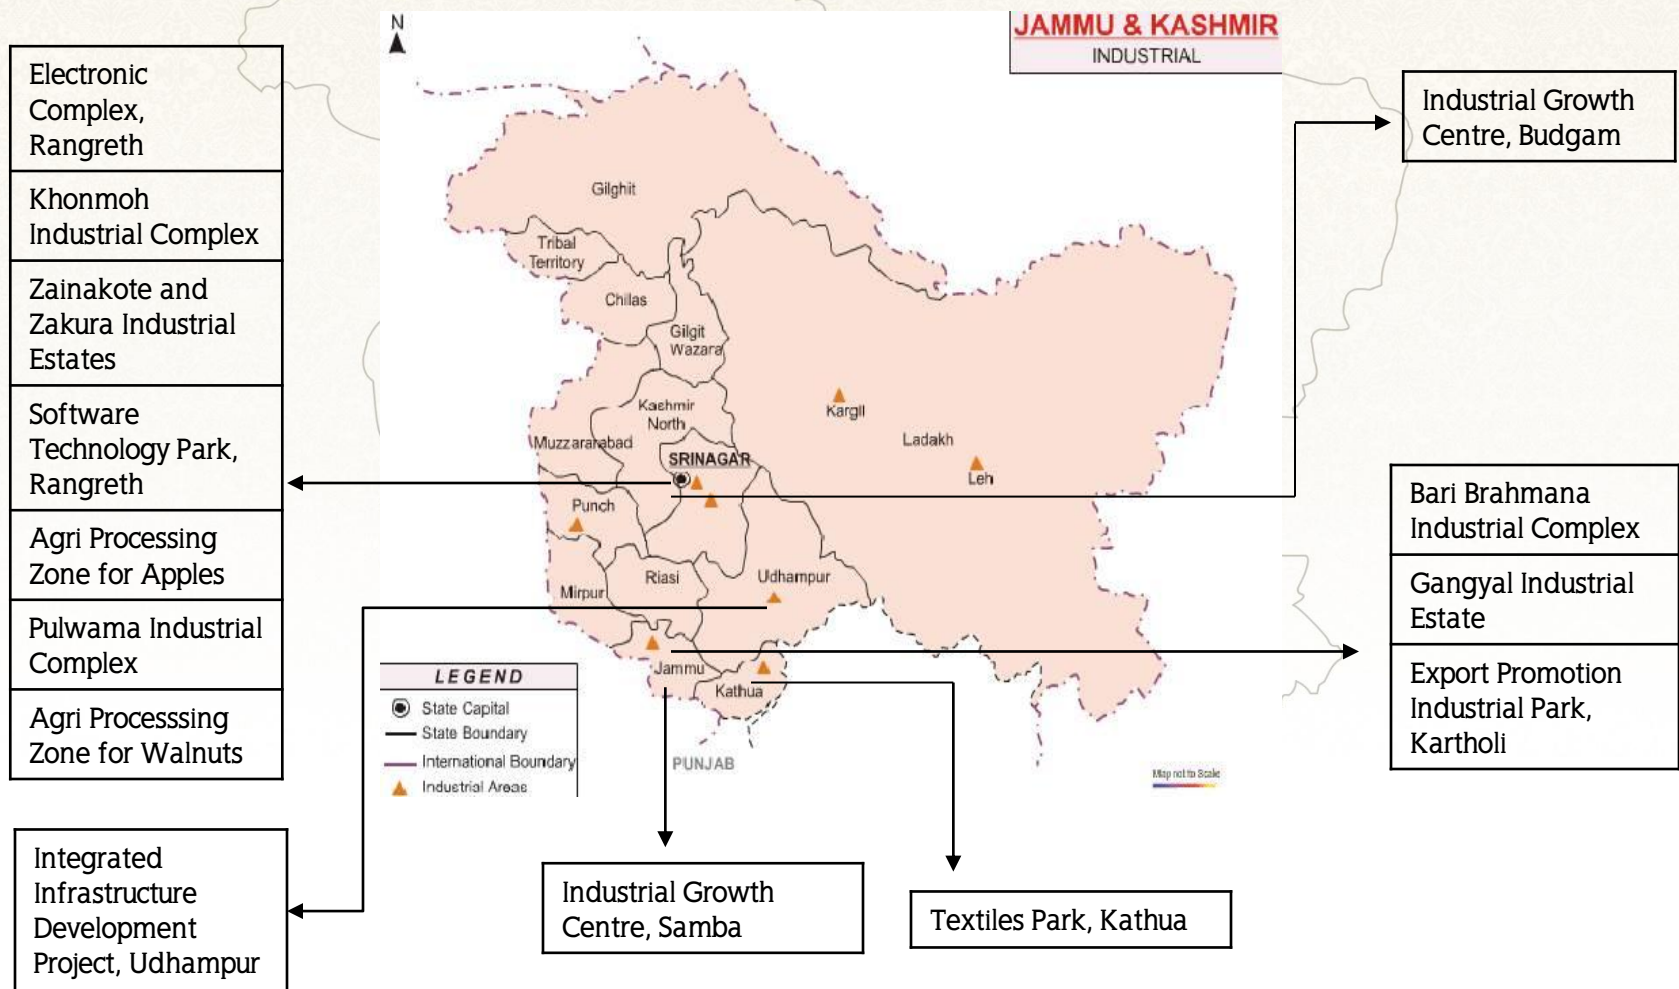 N
JAMMU & KASHMIR
INDUSTRIAL
Electronic
Complex,
Rangreth
Khonmoh
Industrial Complex
Zainakote and
Zakura Industrial
Estates
Software
Technology Park,
Rangreth
Agri Processing
Zone for Apples
Pulwama Industrial
Complex
Agri Processsing
Zone for Walnuts
Integrated
Infrastructure
Development
Project, Udhampur
Gilghit
Tribal
Territory
Chilas
Gilgit
Wazara
Kashmir
North
Muzzararabad
SRINAGAR
Punch
Kargil
Ladakh
Leh
Mirpur
Riasi
Udhampur
Jammu
Kathua
PUNJAB
LEGEND
State Capital
State Boundary
International Boundary
Industrial Areas
Map not to Scale
Industrial Growth
Centre, Budgam
Bari Brahmana
Industrial Complex
Gangyal Industrial
Estate
Export Promotion
Industrial Park,
Kartholi
Industrial Growth
Centre, Samba
Textiles Park, Kathua